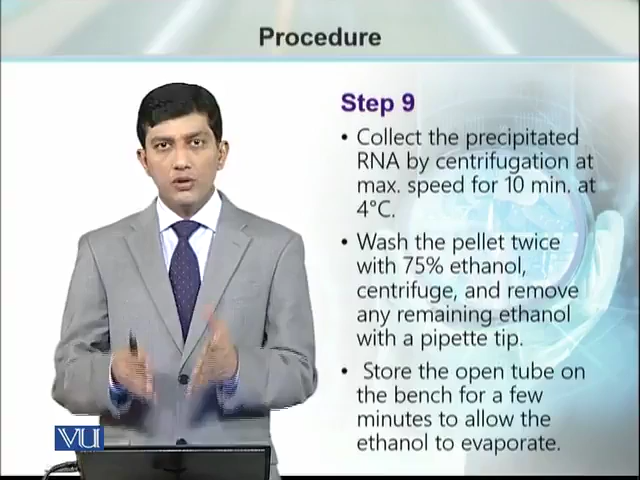 Procedure
Step 9
• Collect the precipitated
RNA by centrifugation at
max. speed for 10 min. at
4°C.
• Wash the pellet twice
with 75% ethanol,
centrifuge, and remove
any remaining ethanol
with a pipette tip.
• Store the open tube on
the bench for a few
minutes to allow the
ethanol to evaporate.
VU